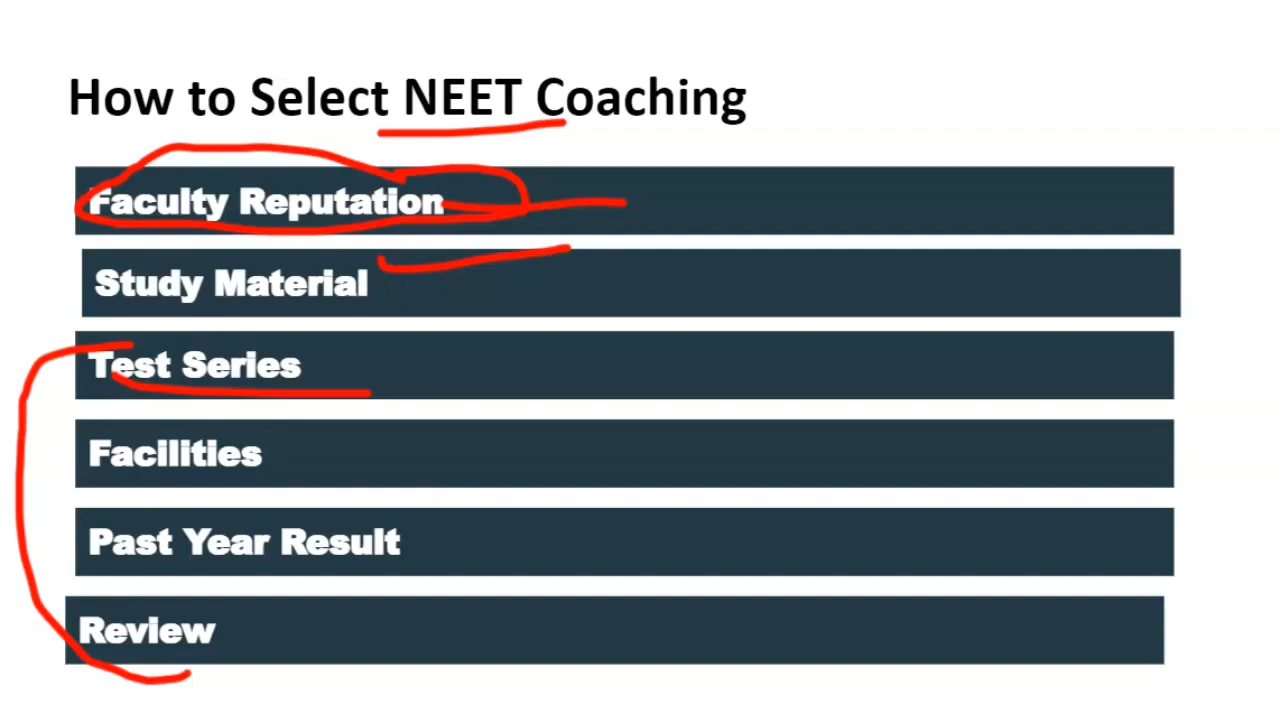 How to Select NEET Coaching
Faculty Reputation
Study Material
Test Series
Facilities
Past Year Result
Review